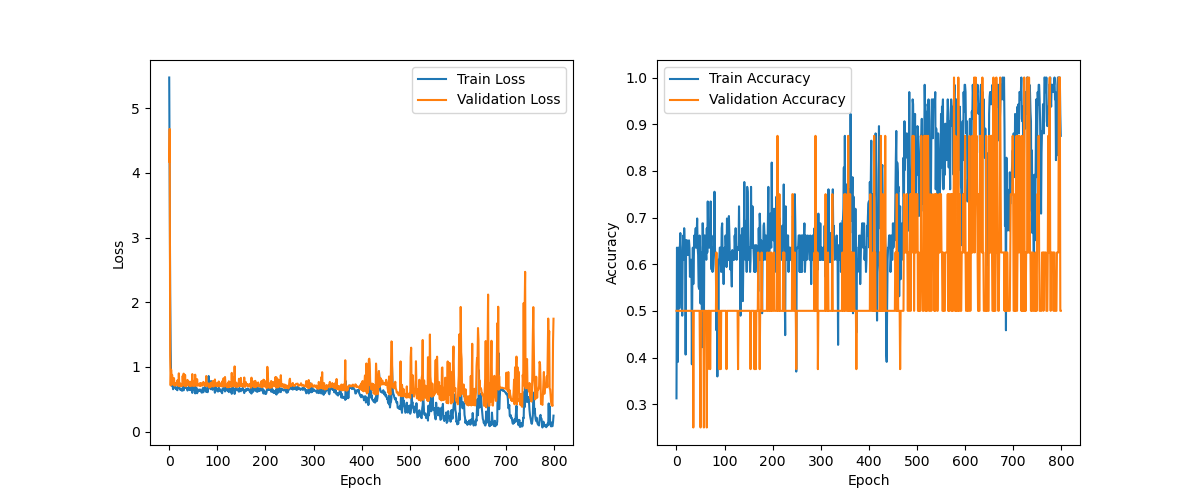 Train Loss
Validation Loss
5
4
3
2
1
0
Loss
0 100 200 300 400 500 600 700 800
Epoch
Train Accuracy
Validation Accuracy
1.0
0.9
0.8
0.7
0.6
0.5
0.4
0.3
Accuracy
0 100 200 300 400 500 600 700 800
Epoch